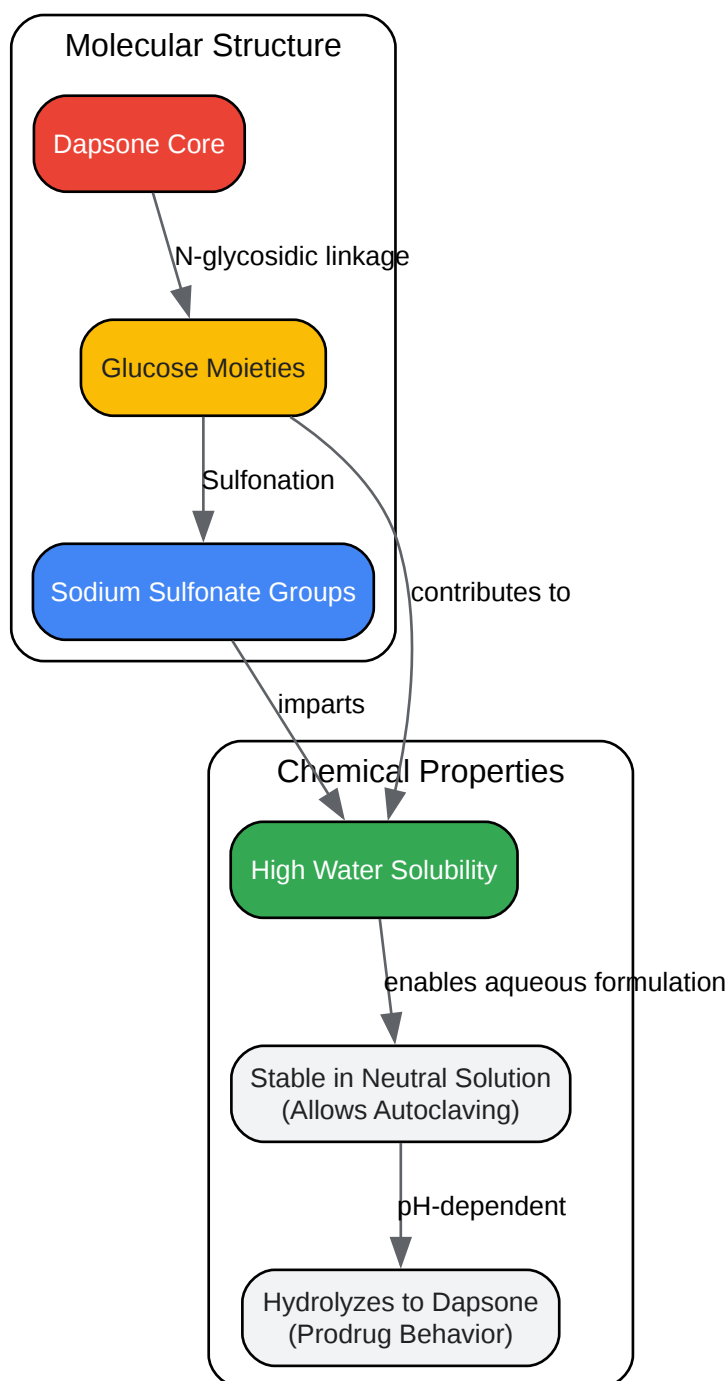 Molecular Structure
Dapsone Core
N-glycosidic linkage
Glucose Moieties
Sulfonation
Sodium Sulfonate Groups
contributes to
imparts
Chemical Properties
High Water Solubility
enables aqueous formulation
Stable in Neutral Solution
(Allows Autoclaving)
pH-dependent
Hydrolyzes to Dapsone
(Prodrug Behavior)